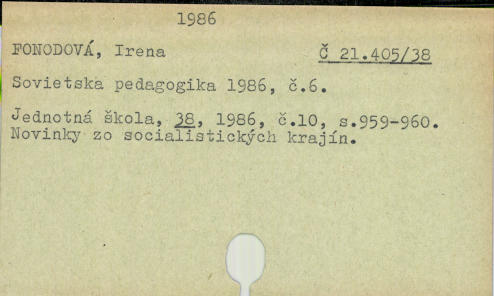 1986
FONODOVÁ, Irena Č 21.405/38
Sovietska pedagogika 1986, č.6.
Jednotná škola, 38, 1986, č.10, s.959-960.
Novinky zo socialistických krajín.